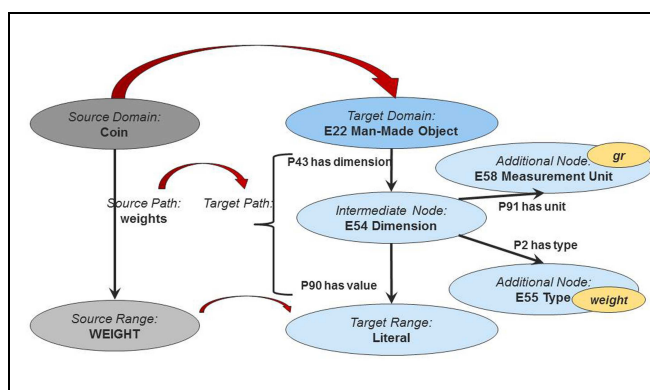 Source Domain:
Coin
Target Domain:
E22 Man-Made Object
gr
P43 has dimension
Additional Node:
E58 Measurement Unit
Source Path:
weights
Target Path:
Intermediate Node:
E54 Dimension
P91 has unit
P2 has type
P90 has value
Additional Node:
E55 Type
weight
Source Range:
WEIGHT
Target Range:
Literal